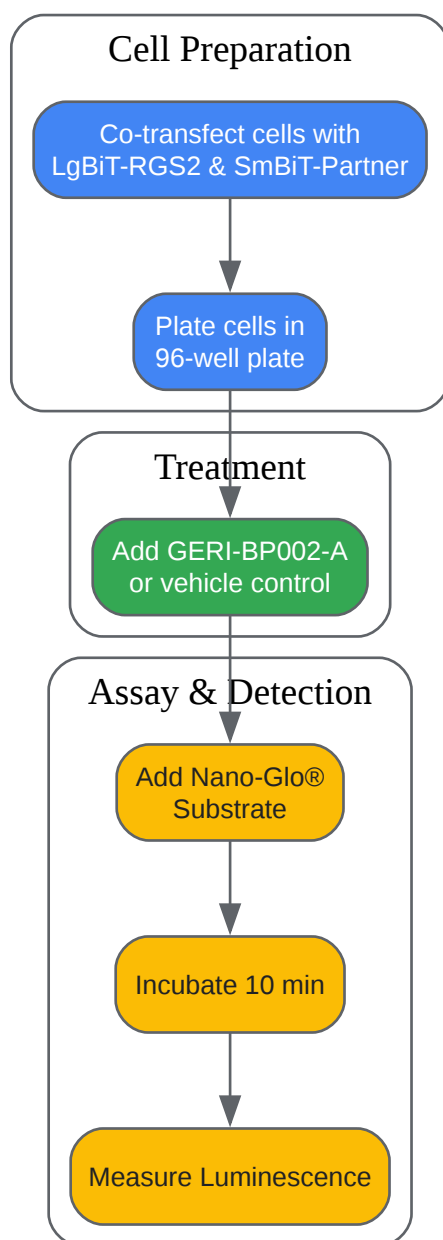 Cell Preparation
Co-transfect cells with
LgBiT-RGS2 & SmBiT-Partner
Plate cells in
96-well plate
Treatment
Add GERI-BP002-A
or vehicle control
Assay & Detection
Add Nano-Glo®
Substrate
Incubate 10 min
Measure Luminescence